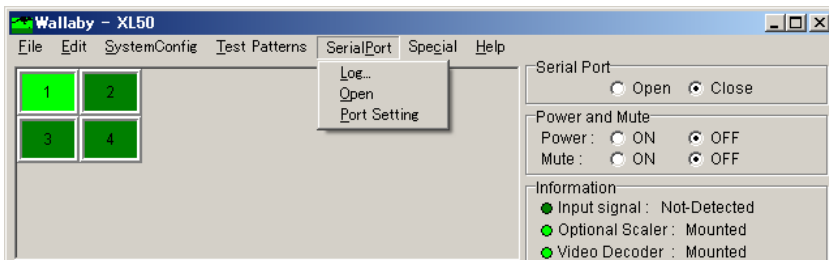 Wallaby - XL50
File Edit SystemConfig Test Patterns SerialPort Special Help
Log...
Open
Port Setting
1 2
3 4
Serial Port
Open Close
Power and Mute
Power : ON OFF
Mute : ON OFF
Information
Input signal : Not-Detected
Optional Scaler : Mounted
Video Decoder : Mounted